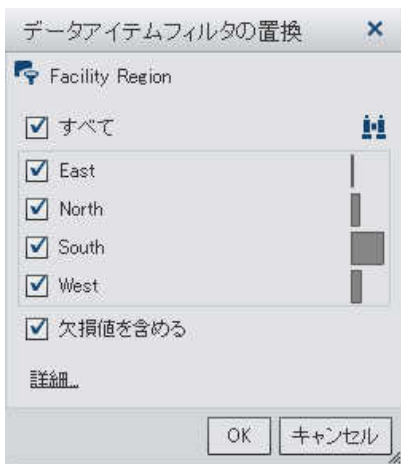 データアイテムフィルタの置換
Facility Region
すべて
East
North
South
West
欠損値を含める
詳細...
OK キャンセル